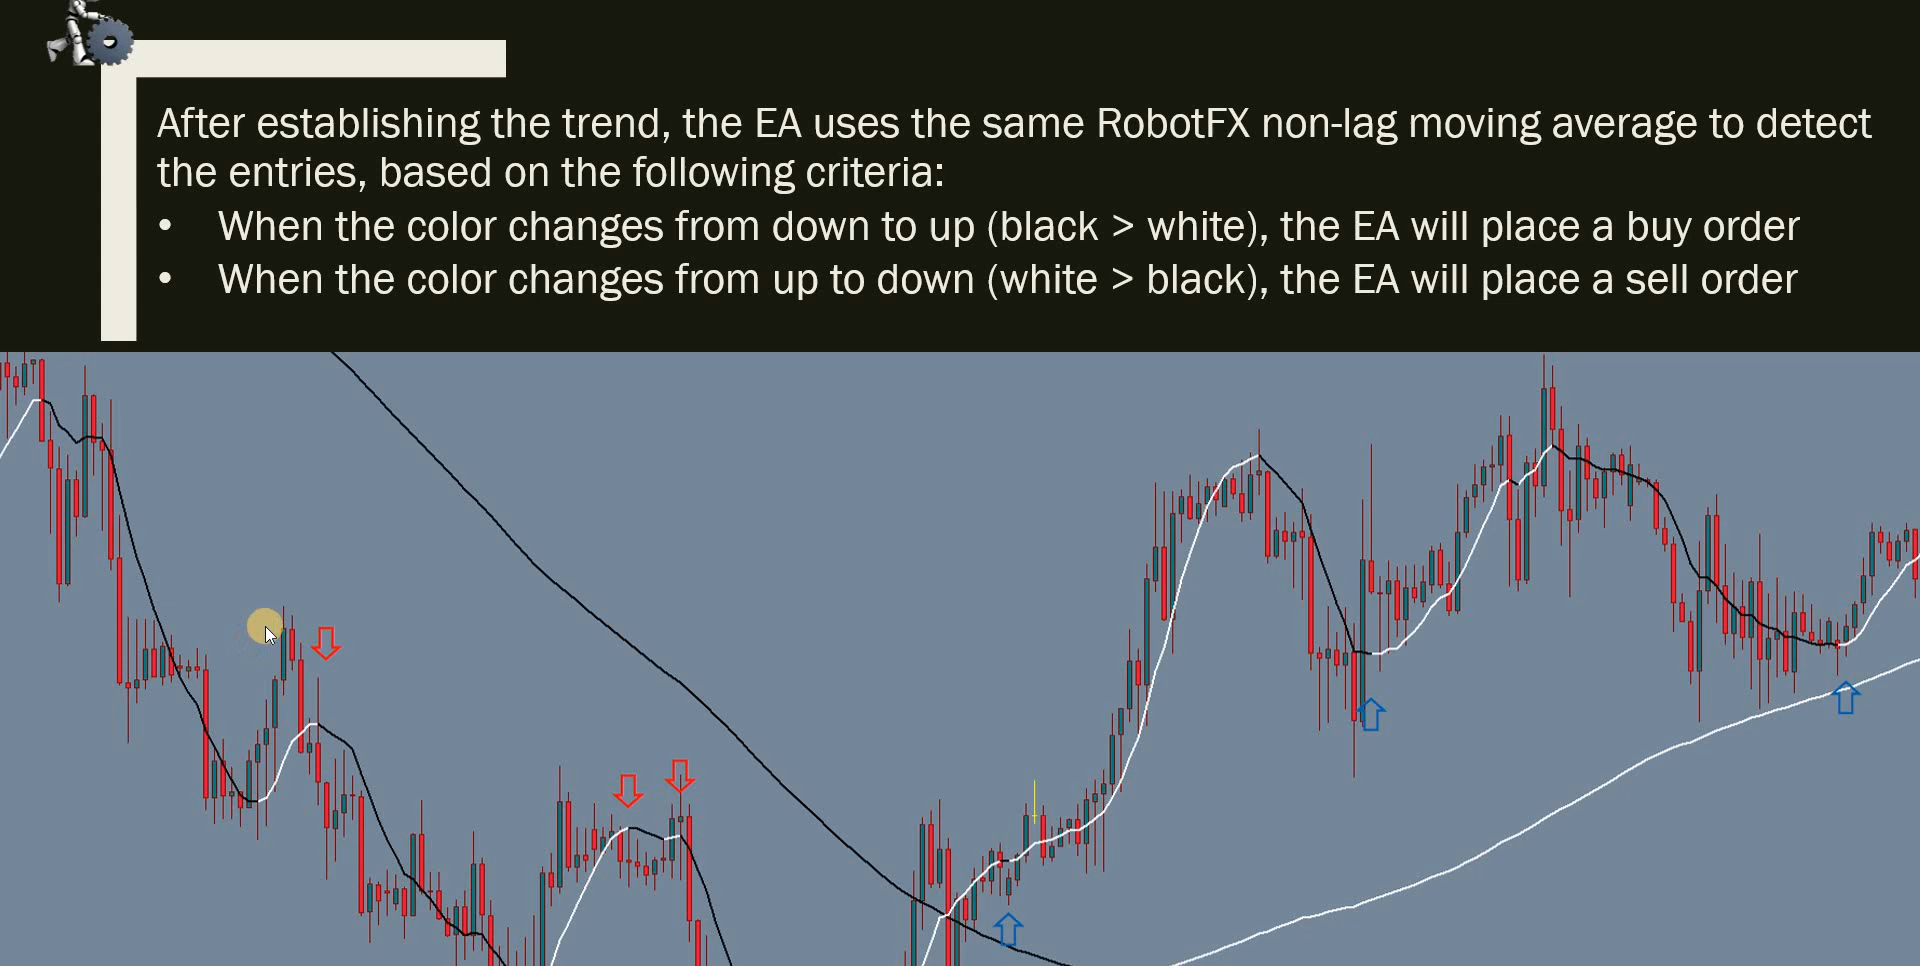 After establishing the trend, the EA uses the same RobotFX non-lag moving average to detect
the entries, based on the following criteria:
• When the color changes from down to up (black > white), the EA will place a buy order
• When the color changes from up to down (white > black), the EA will place a sell order